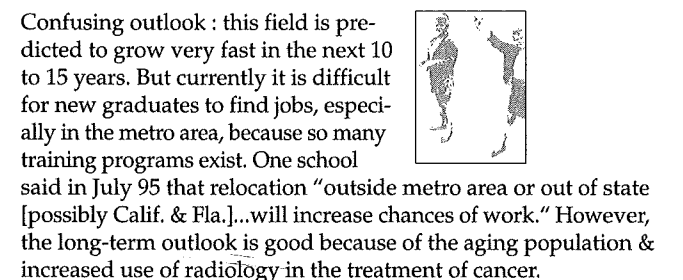 Confusing outlook : this field is pre-
dicted to grow very fast in the next 10
to 15 years. But currently it is difficult
for new graduates to find jobs, especi-
ally in the metro area, because so many
training programs exist. One school
said in July 95 that relocation “outside metro area or out of state
[possibly Calif. & Fla.]...will increase chances of work.“ However,
the long-term outlook is good because of the aging population &
increased use of radiology in the treatment of cancer.